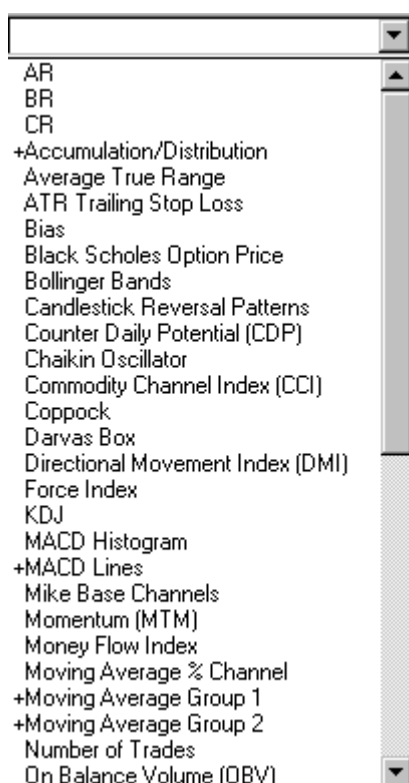 AR
BR
CR
+Accumulation/Distribution
Average True Range
ATR Trailing Stop Loss
Bias
Black Scholes Option Price
Bollinger Bands
Candlestick Reversal Patterns
Counter Daily Potential (CDP)
Chaikin Oscillator
Commodity Channel Index (CCI)
Coppock
Darvas Box
Directional Movement Index (DMI)
Force Index
KDJ
MACD Histogram
+MACD Lines
Mike Base Channels
Momentum (MTM)
Money Flow Index
Moving Average % Channel
+Moving Average Group 1
+Moving Average Group 2
Number of Trades
On Balance Volume (OBV)